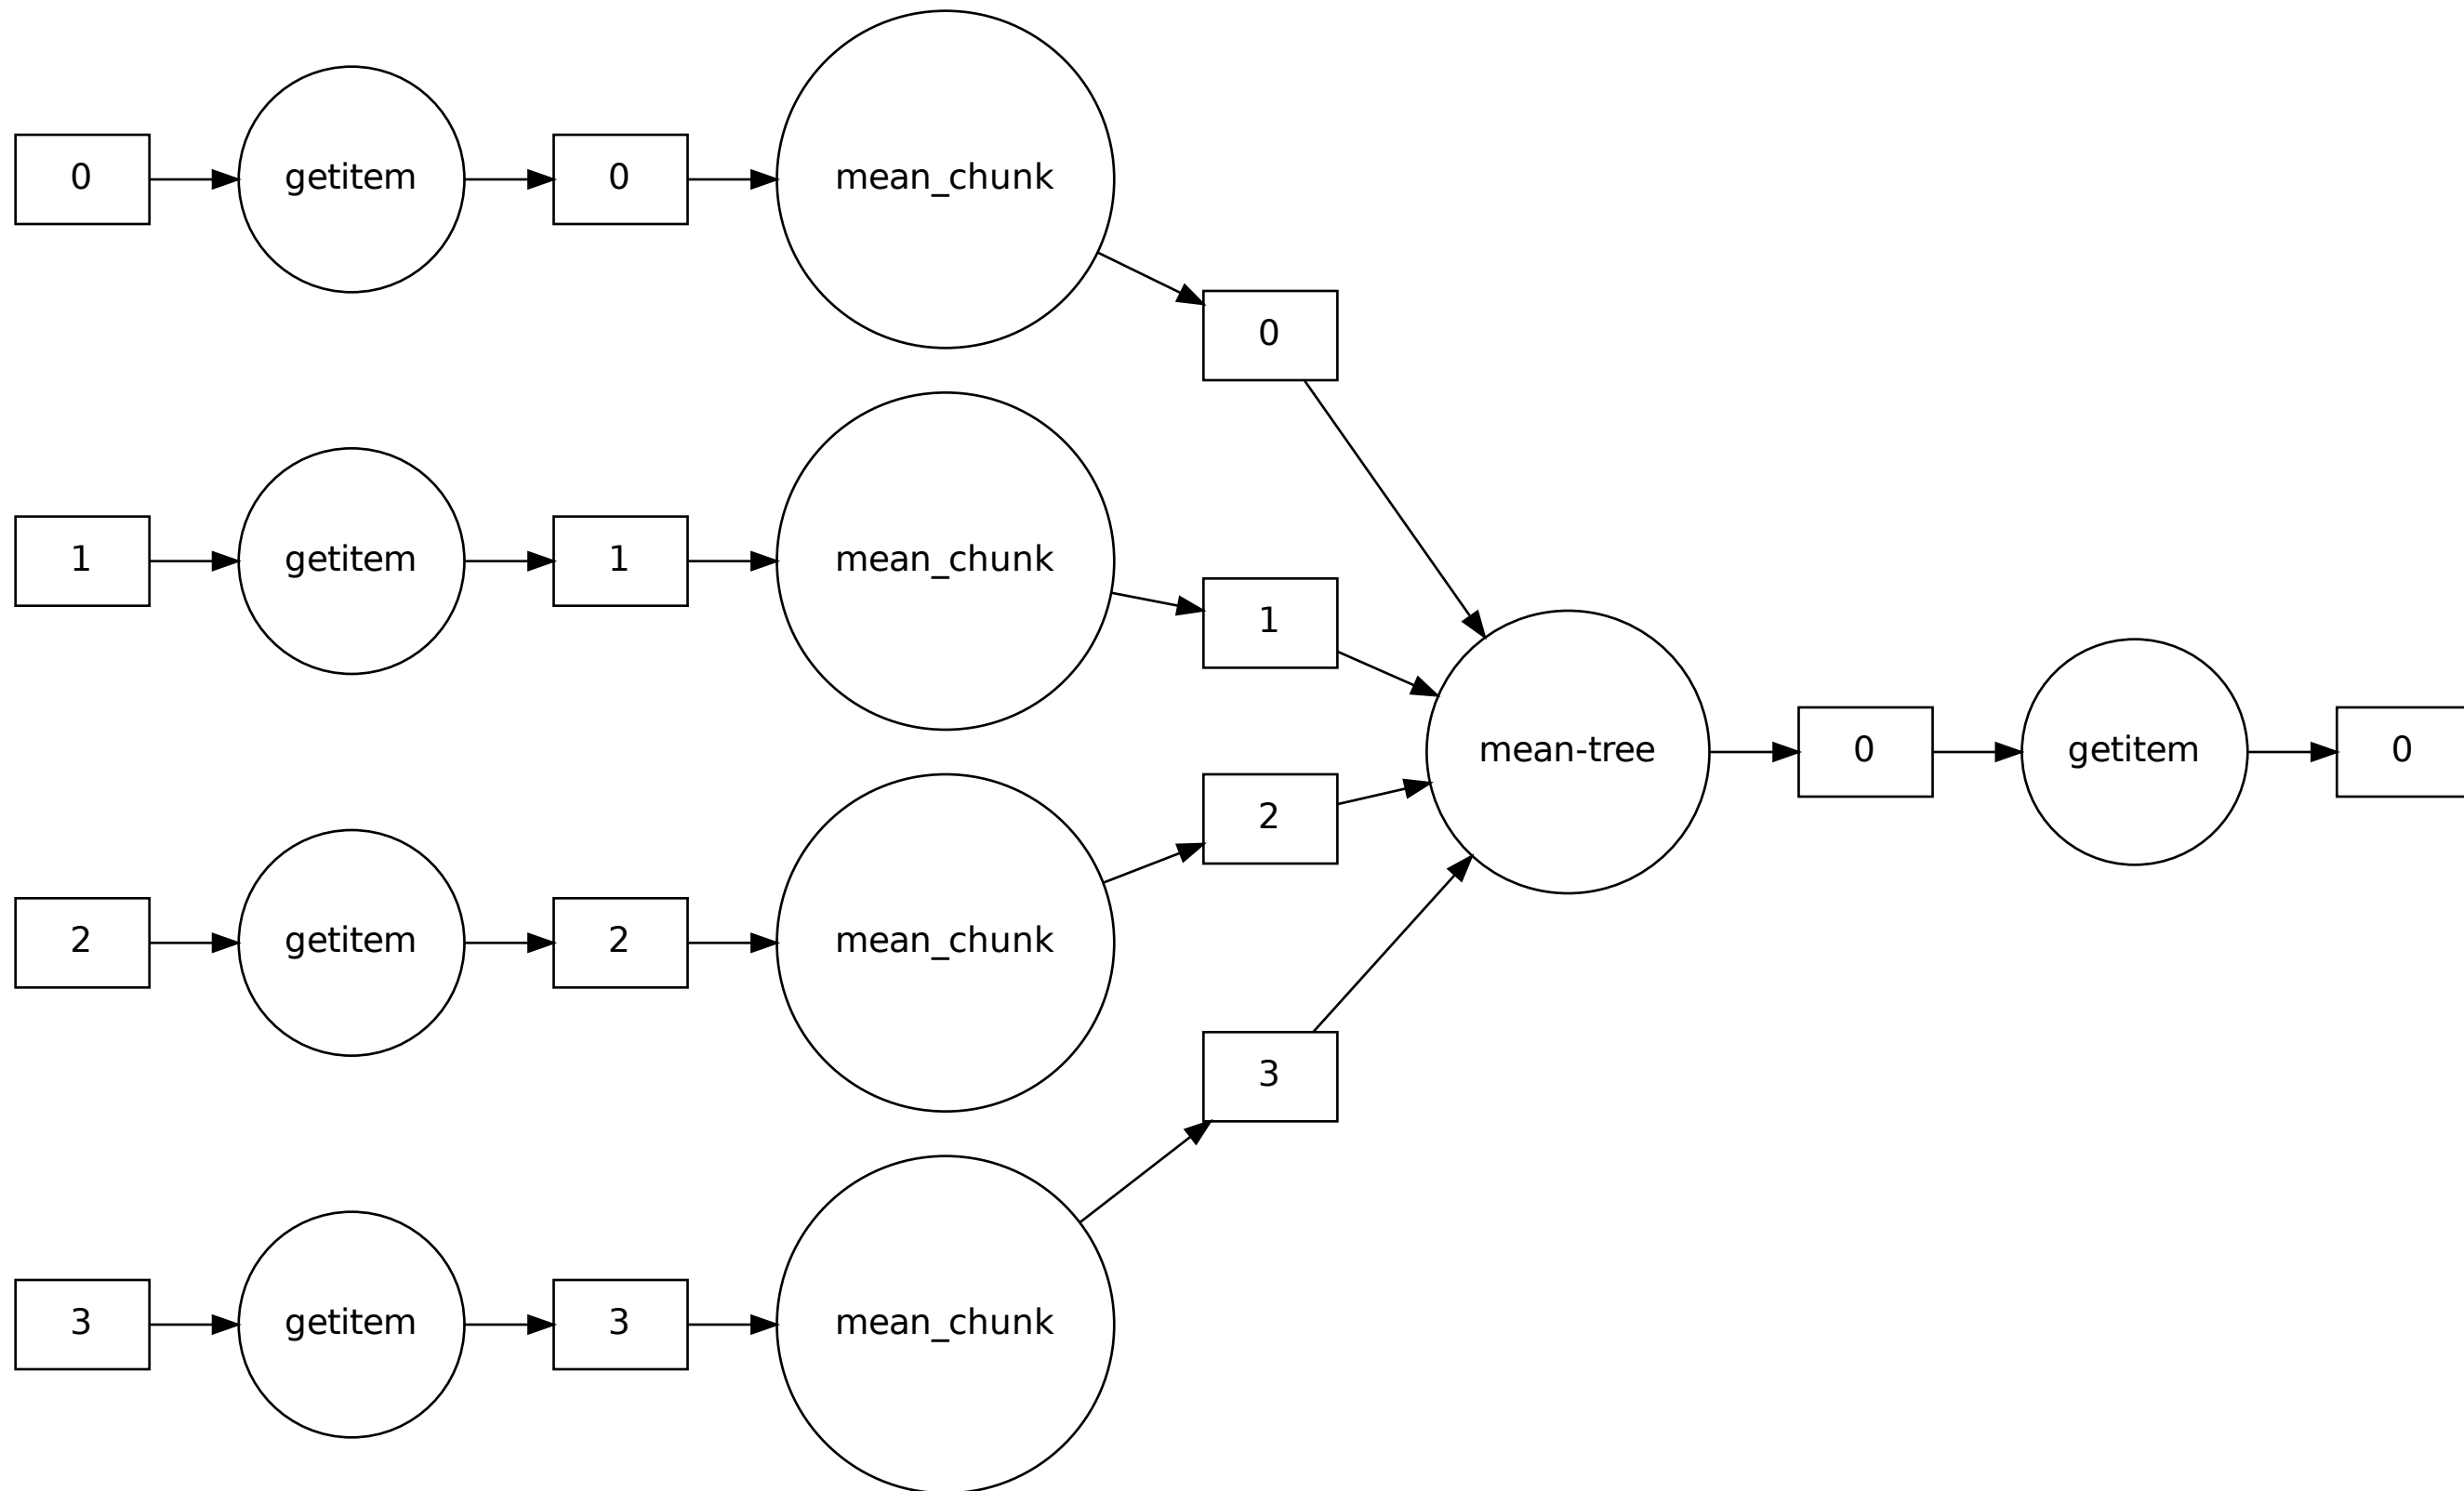 0 getitem 0 mean_chunk
0
1 getitem 1 mean_chunk
1
mean-tree 0 getitem 0
2
2 getitem 2 mean_chunk
3
3 getitem 3 mean_chunk